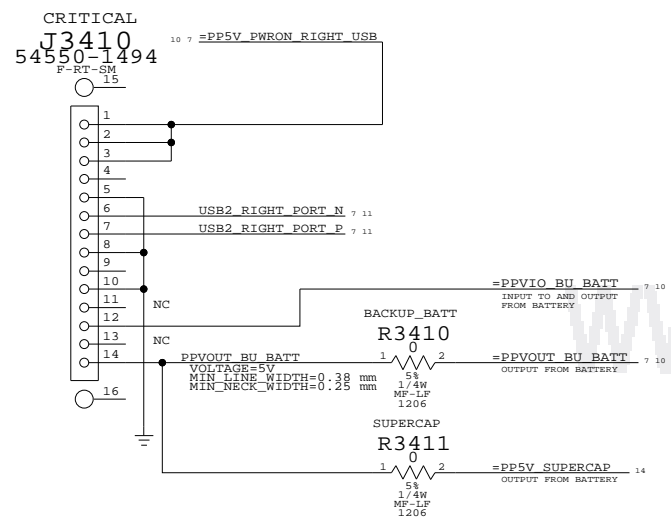 CRITICAL
J3410
54550-1494
F-RT-SM
15
10 7 =PP5V_PWRON_RIGHT_USB
1
2
3
4
5
6 USB2_RIGHT_PORT_N 7 11
7 USB2_RIGHT_PORT_P 7 11
8
9
10
11 NC
12
13 NC
14
16
=PPVIO_BU_BATT 7 10
INPUT TO AND OUTPUT
FROM BATTERY
PPVOUT_BU_BATT
VOLTAGE=5V
MIN_LINE_WIDTH=0.38 mm
MIN_NECK_WIDTH=0.25 mm
BACKUP_BATT
R3410
0
1 2
5%
1/4W
MF-LF
1206
=PPVOUT_BU_BATT 7 10
OUTPUT FROM BATTERY
SUPERCAP
R3411
0
1 2
5%
1/4W
MF-LF
1206
=PP5V_SUPERCAP 14
OUTPUT FROM BATTERY